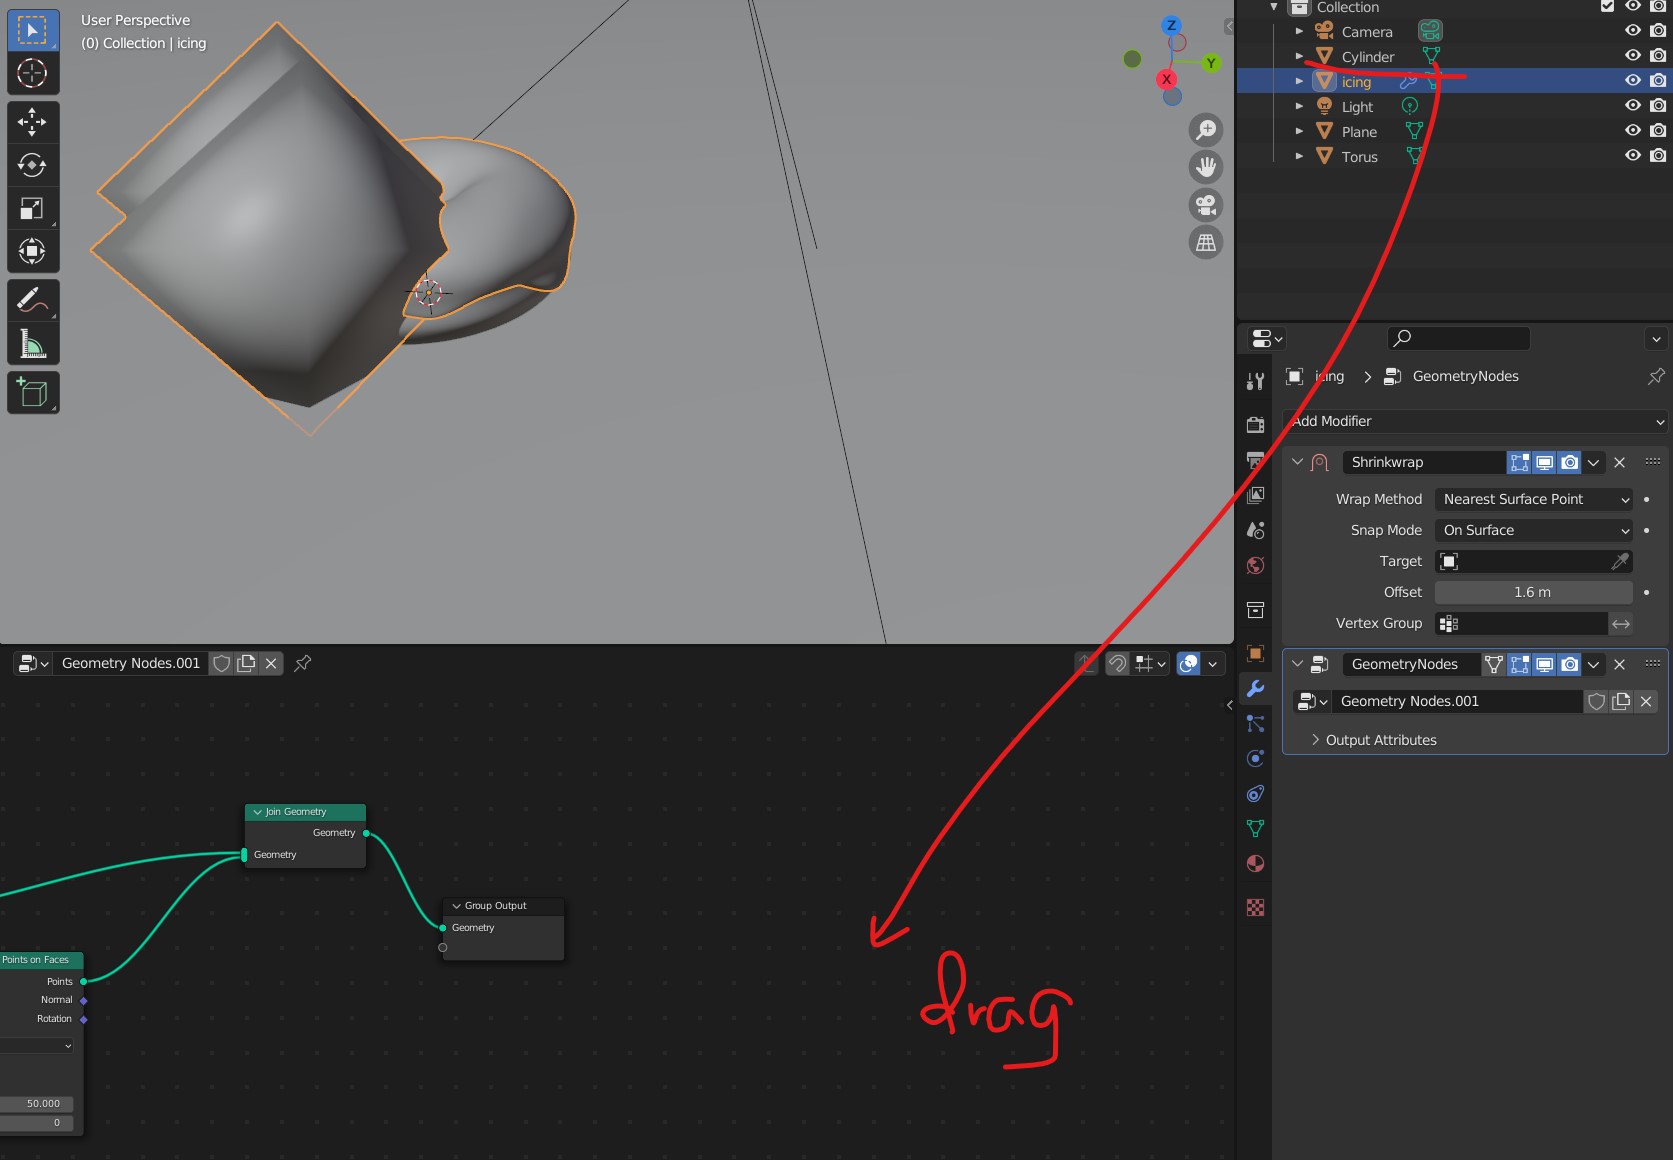 User Perspective
(0) Collection | icing
Z
Y
X
Collection
Camera
Cylinder
icing
Light
Plane
Torus
icing > GeometryNodes
Add Modifier
Shrinkwrap
Wrap Method Nearest Surface Point
Snap Mode On Surface
Target
Offset 1.6 m
Vertex Group
GeometryNodes
Geometry Nodes.001
Output Attributes
Geometry Nodes.001
Join Geometry
Geometry
Geometry
Group Output
Geometry
Points on Faces
Points
Normal
Rotation
50.000
0
drag